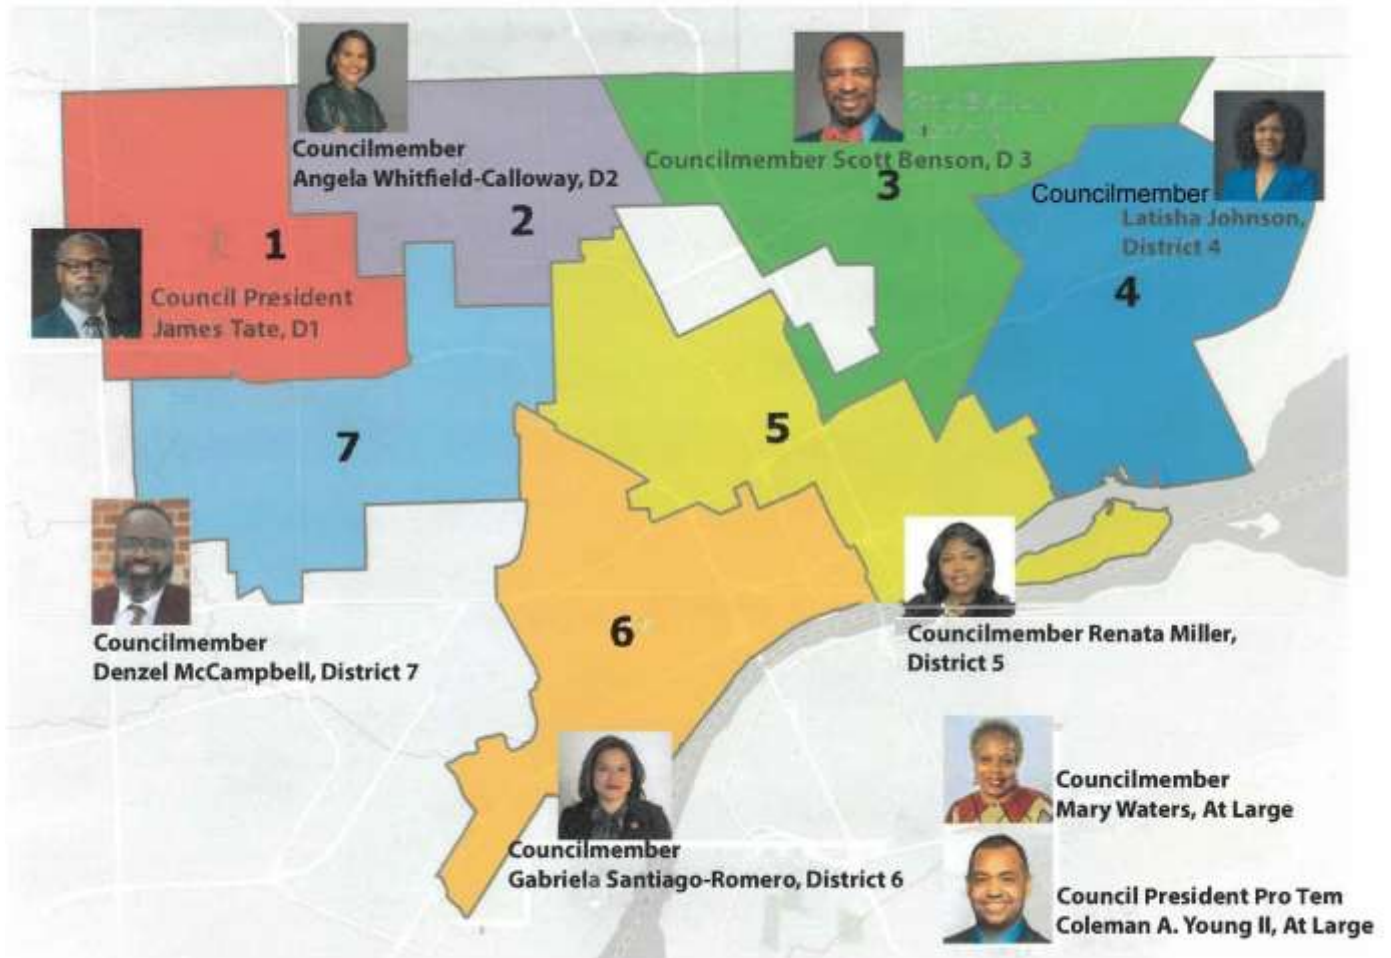 Councilmember
Angela Whitfield-Calloway, D2
2
Councilmember Scott Benson, D 3
3
Councilmember
Latisha Johnson,
District 4
4
1
Council President
James Tate, D1
5
7
6
Councilmember
Denzel McCampbell, District 7
Councilmember Renata Miller,
District 5
Councilmember
Mary Waters, At Large
Councilmember
Gabriela Santiago-Romero, District 6
Council President Pro Tem
Coleman A. Young II, At Large